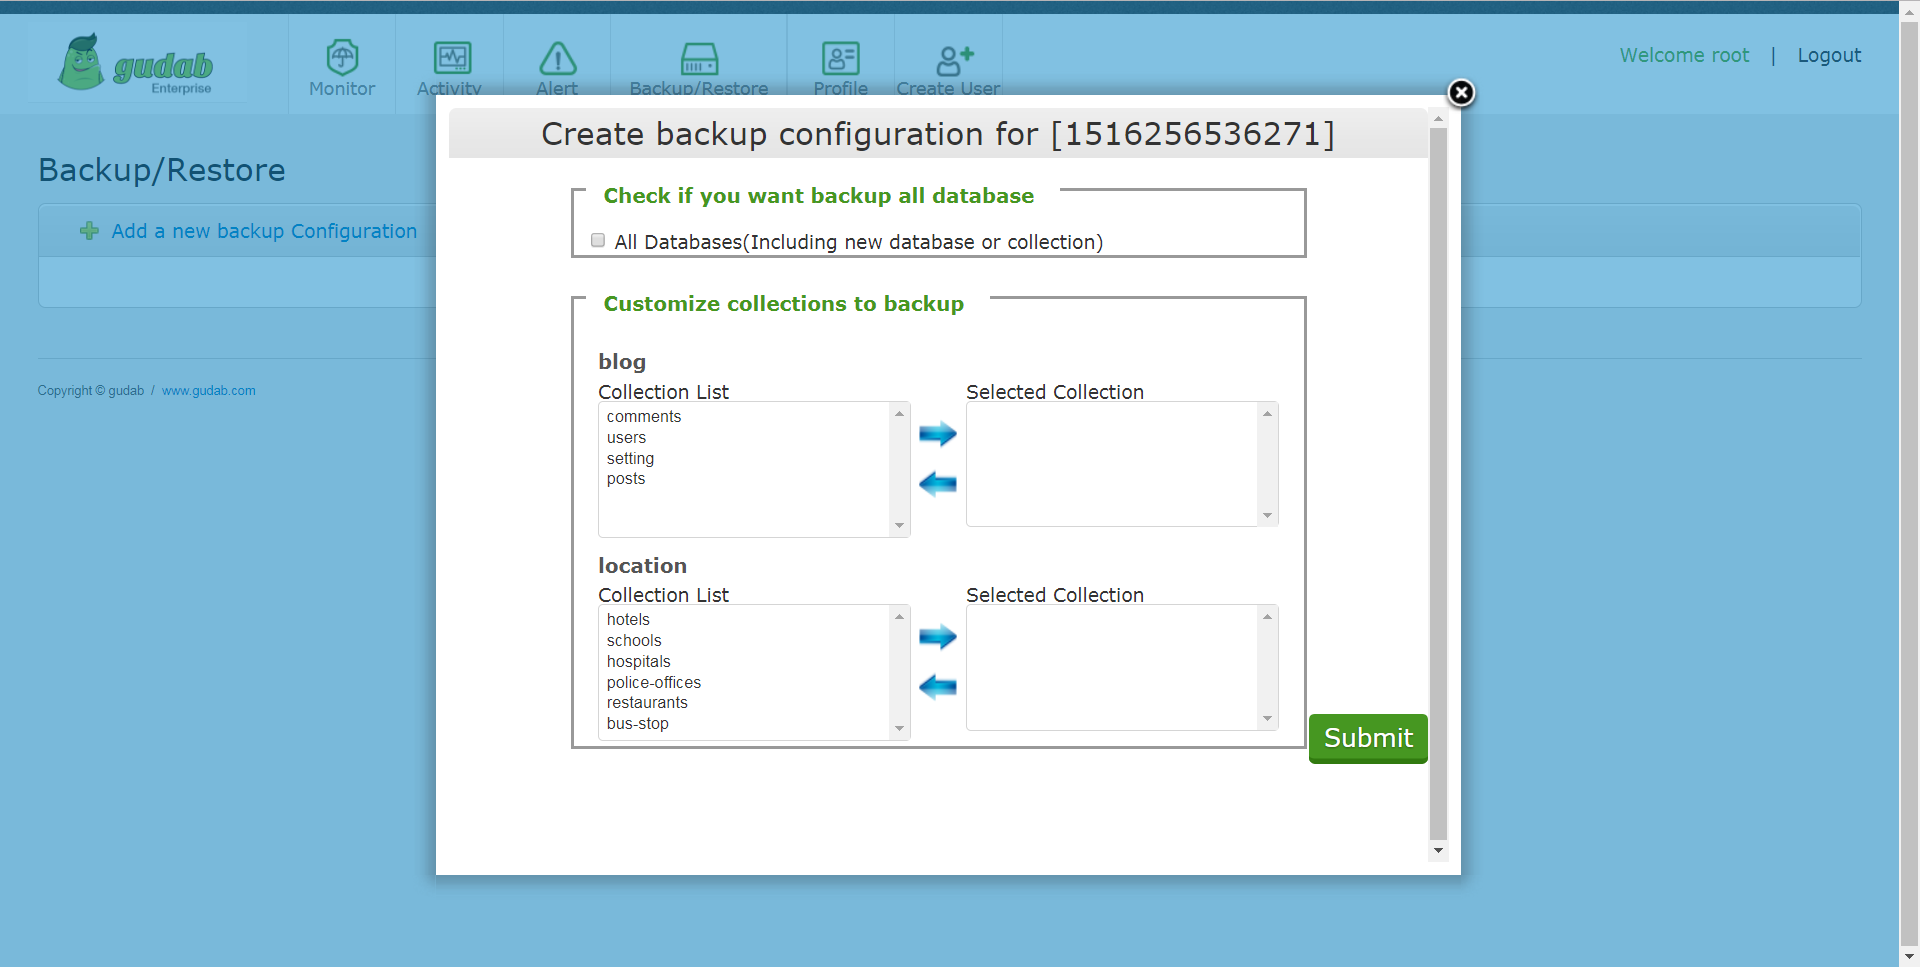 gudab
Enterprise
Monitor
Activity
Alert
Backup/Restore
Profile
Create User
Welcome root | Logout
Backup/Restore
Add a new backup Configuration
Copyright © gudab / www.gudab.com
Create backup configuration for [1516256536271]
Check if you want backup all database
All Databases(Including new database or collection)
Customize collections to backup
blog
Collection List
comments
users
setting
posts
Selected Collection
location
Collection List
hotels
schools
hospitals
police-offices
restaurants
bus-stop
Selected Collection
Submit